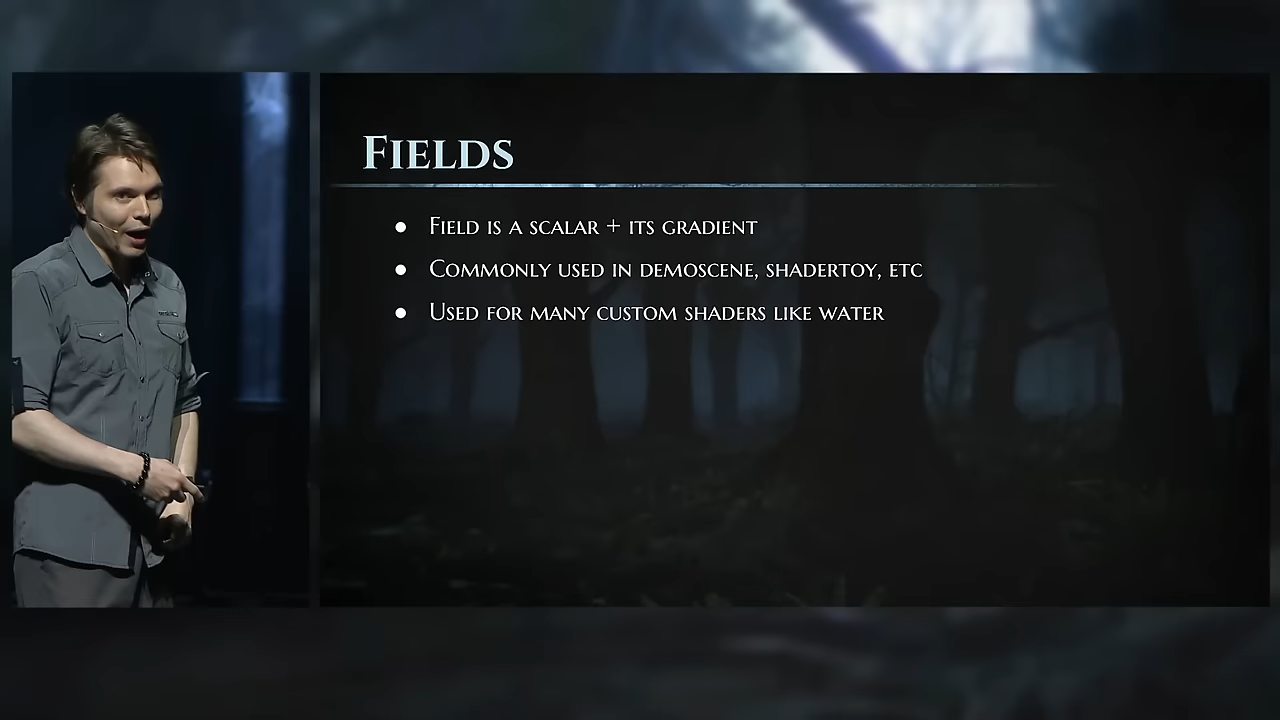 Fields
● Field is a scalar + its gradient
● Commonly used in demoscene, shadertoy, etc
● Used for many custom shaders like water